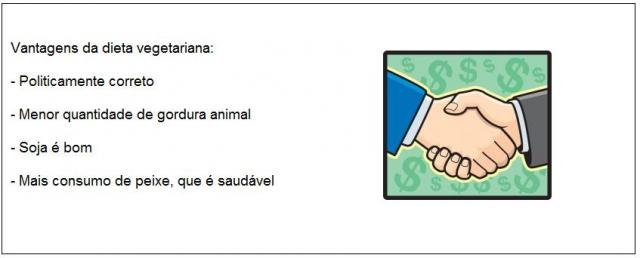 Vantagens da dieta vegetariana:
- Politicamente correto
- Menor quantidade de gordura animal
- Soja é bom
- Mais consumo de peixe, que é saudável